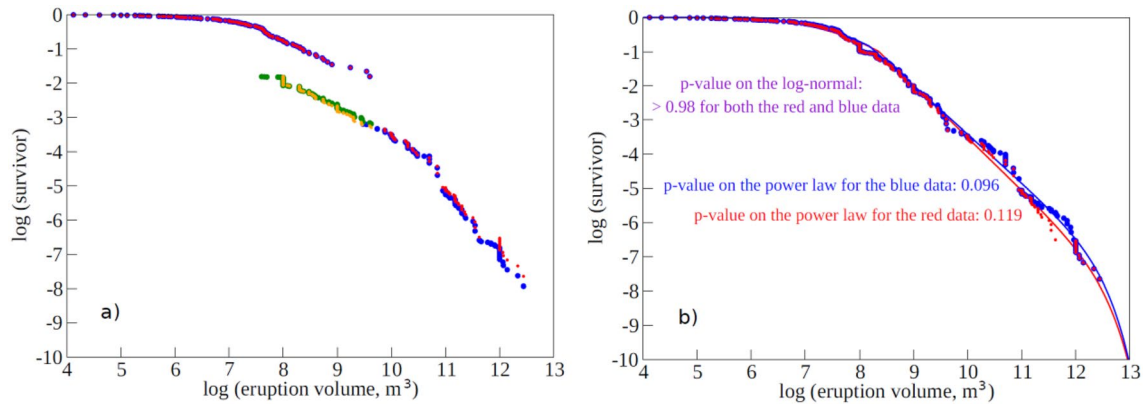 0
-1
-2
-3
-4
-5
-6
-7
-8
-9
-10
log (survivor)
a)
4 5 6 7 8 9 10 11 12 13
log (eruption volume, m³)
0
-1
-2
-3
-4
-5
-6
-7
-8
-9
-10
log (survivor)
p-value on the log-normal:
> 0.98 for both the red and blue data
p-value on the power law for the blue data: 0.096
p-value on the power law for the red data: 0.119
b)
4 5 6 7 8 9 10 11 12 13
log (eruption volume, m³)